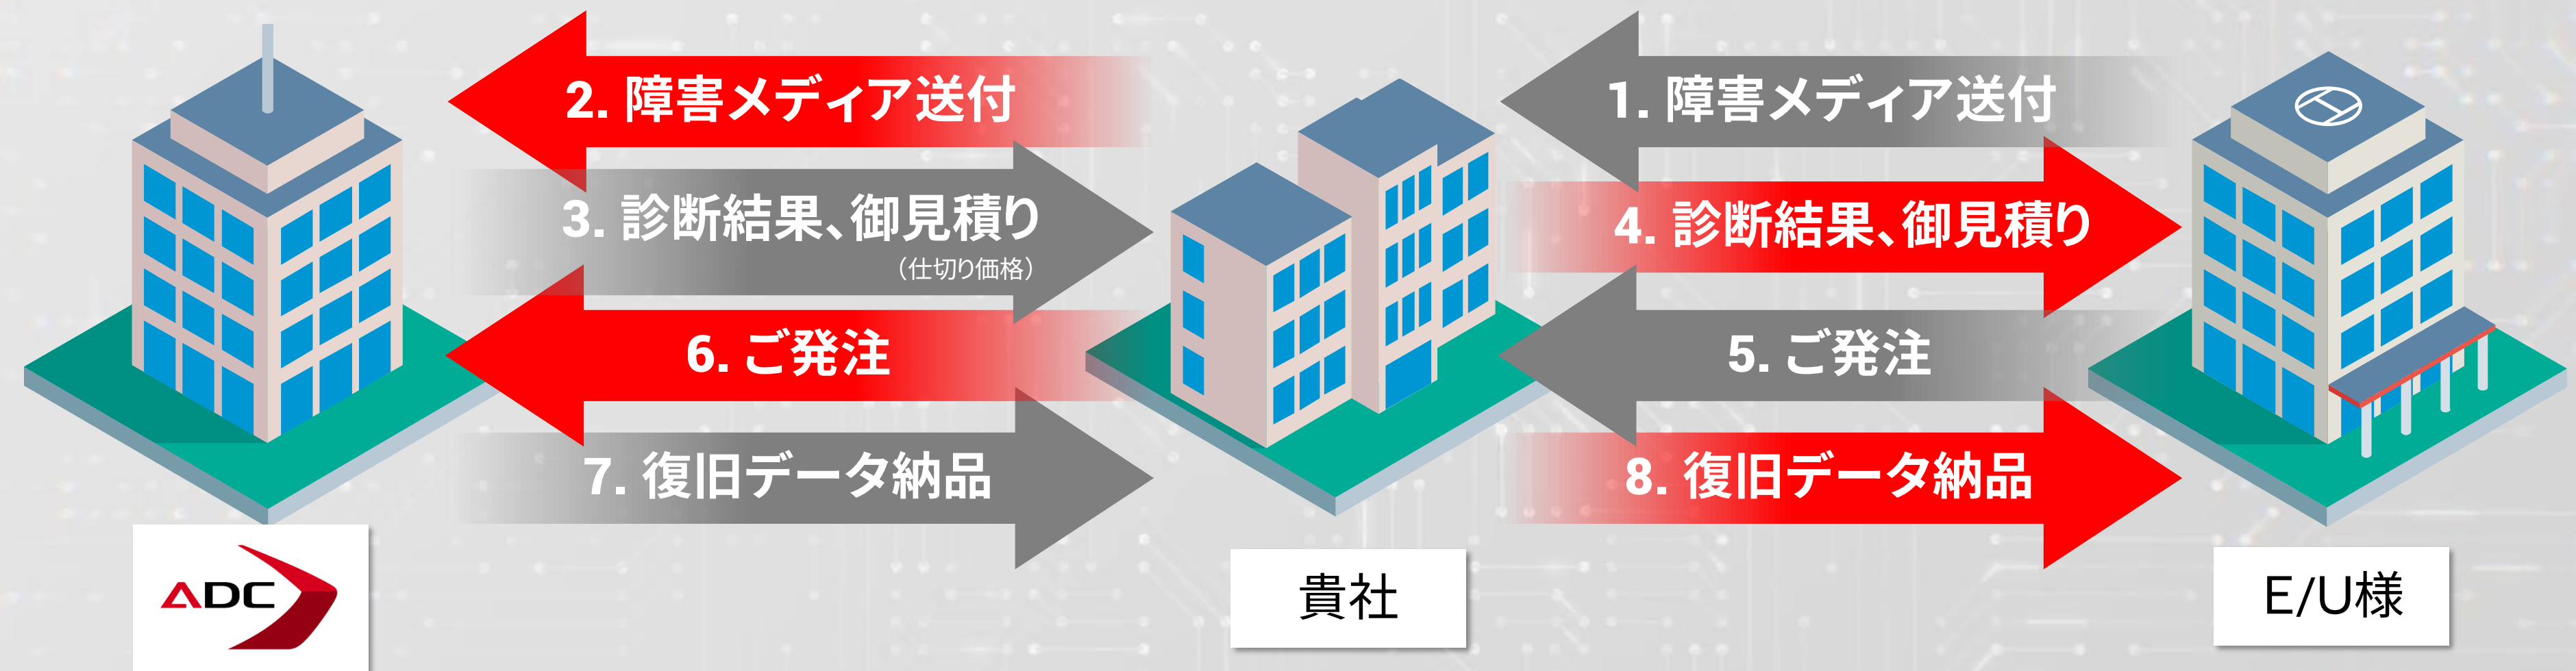 2. 障害メディア送付
1. 障害メディア送付
3. 診断結果、御見積り
(仕切り価格)
4. 診断結果、御見積り
6. ご発注
5. ご発注
7. 復旧データ納品
8. 復旧データ納品
ADC
貴社
E/U様